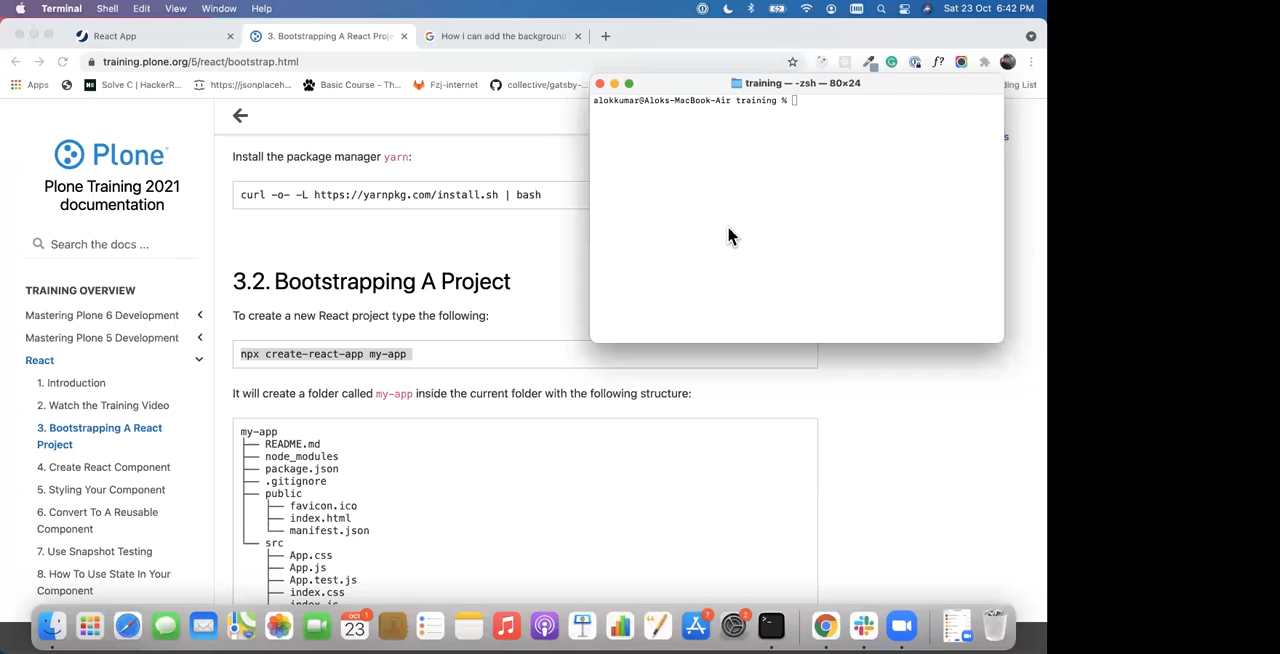 Terminal Shell Edit View Window Help Sat 23 Oct 6:42 PM
React App 3. Bootstrapping A React Proje How i can add the background
training.plone.org/5/react/bootstrap.html
Apps Solve C | HackerR... https://jsonplaceh... Basic Course - Th... Fzj-internet collective/gatsby-... ding List
training — -zsh — 80×24
alokkumar@Aloks-MacBook-Air training %
Plone
Plone Training 2021
documentation
Search the docs ...
TRAINING OVERVIEW
Mastering Plone 6 Development
Mastering Plone 5 Development
React
1. Introduction
2. Watch the Training Video
3. Bootstrapping A React
Project
4. Create React Component
5. Styling Your Component
6. Convert To A Reusable
Component
7. Use Snapshot Testing
8. How To Use State In Your
Component
Install the package manager yarn:
curl -o- -L https://yarnpkg.com/install.sh | bash
3.2. Bootstrapping A Project
To create a new React project type the following:
npx create-react-app my-app
It will create a folder called my-app inside the current folder with the following structure:
my-app
├── README.md
├── node_modules
├── package.json
├── .gitignore
├── public
├── favicon.ico
├── index.html
└── manifest.json
└── src
├── App.css
├── App.js
├── App.test.js
├── index.css
OCT 1
23
7
2